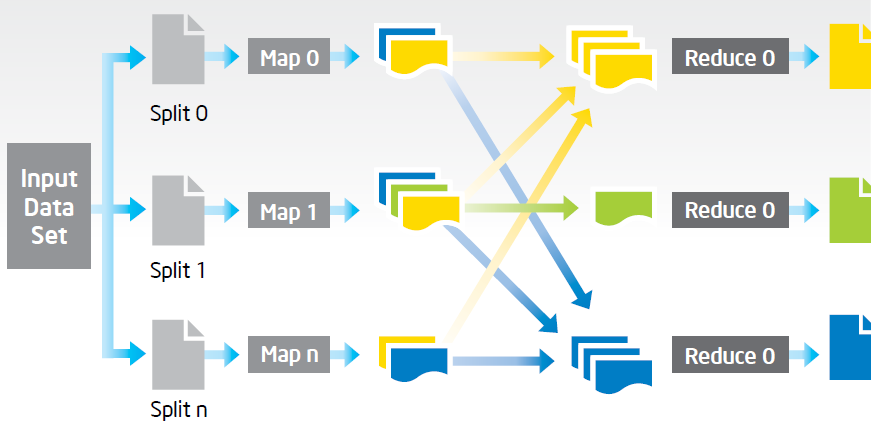 Input
Data
Set
Split 0
Map 0
Reduce 0
Split 1
Map 1
Reduce 0
Split n
Map n
Reduce 0